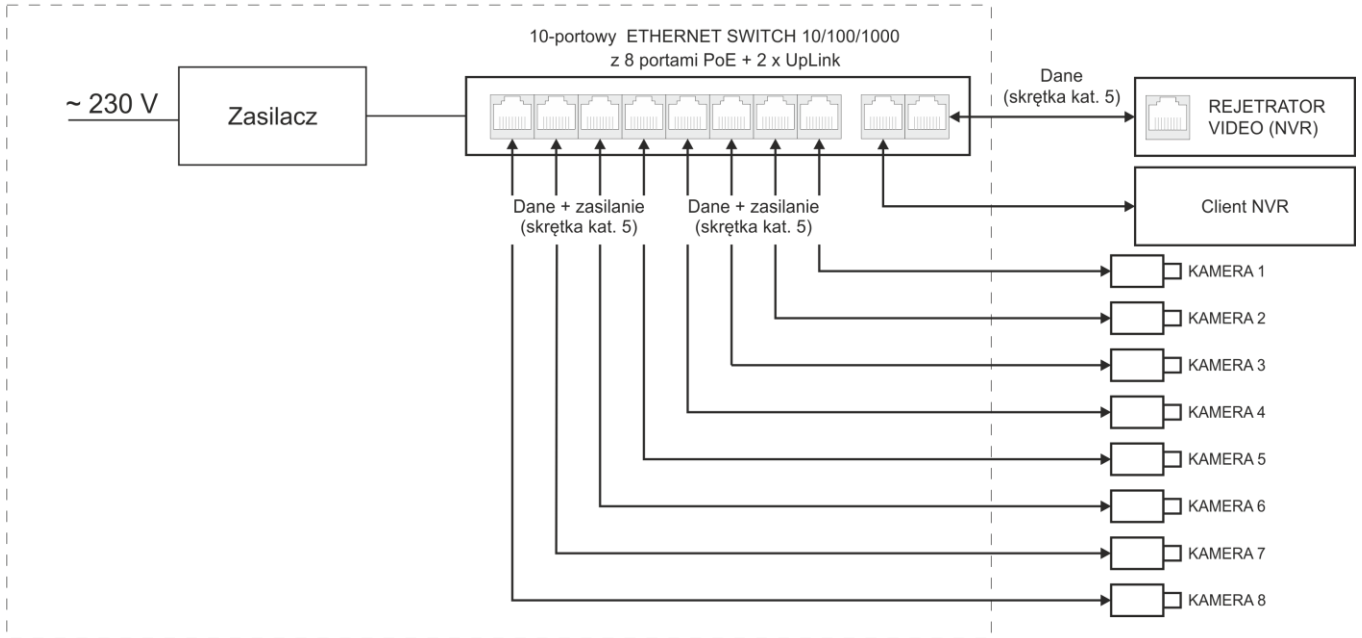 10-portowy ETHERNET SWITCH 10/100/1000
z 8 portami PoE + 2 x UpLink
~ 230 V
Zasilacz
Dane
(skrętka kat. 5)
REJETRATOR
VIDEO (NVR)
Client NVR
Dane + zasilanie
(skrętka kat. 5)
Dane + zasilanie
(skrętka kat. 5)
KAMERA 1
KAMERA 2
KAMERA 3
KAMERA 4
KAMERA 5
KAMERA 6
KAMERA 7
KAMERA 8